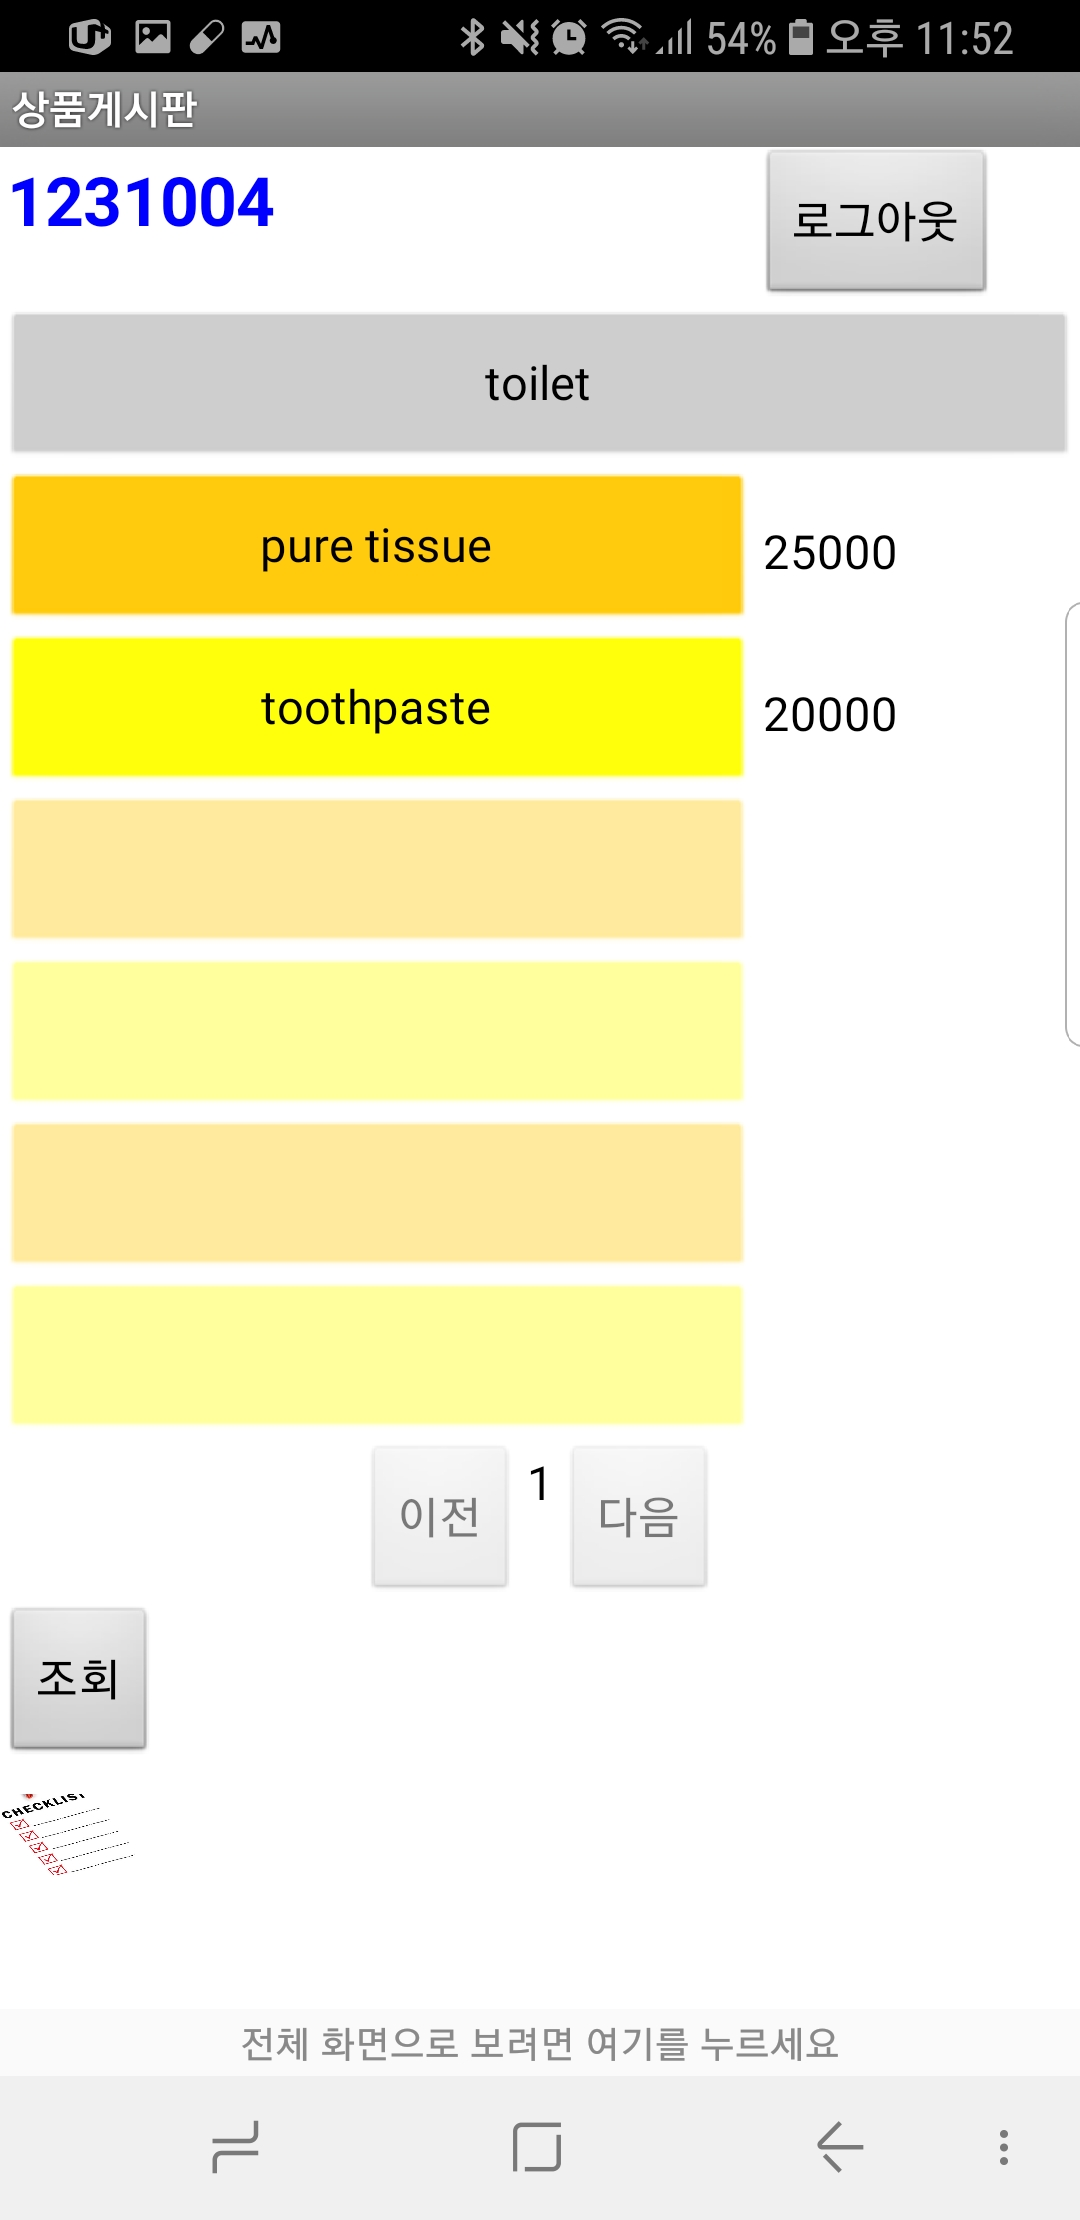 54% 오후 11:52
상품게시판
1231004
로그아웃
toilet
pure tissue 25000
toothpaste 20000
이전 1 다음
조회
CHECKLIST
전체 화면으로 보려면 여기를 누르세요